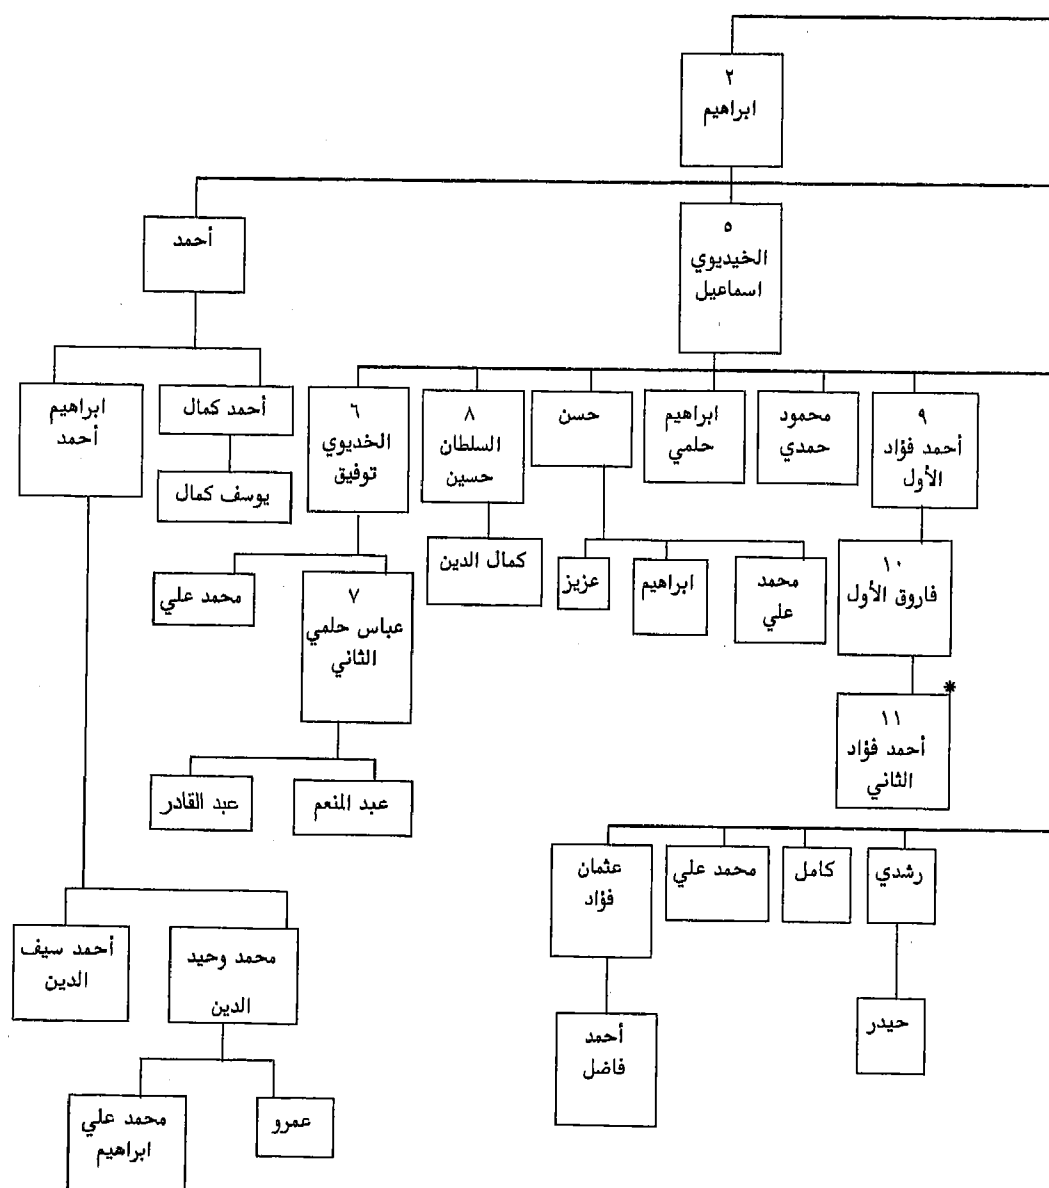 ٢
ابراهيم
٥
الخيديوي
اسماعيل
أحمد
٩
أحمد فؤاد
الأول
محمود
حمدي
ابراهيم
حلمي
حسن
٨
السلطان
حسين
٦
الخديوي
توفيق
أحمد كمال
ابراهيم
أحمد
يوسف كمال
١٠
فاروق الأول
محمد
علي
ابراهيم
عزيز
كمال الدين
٧
عباس حلمي
الثاني
محمد علي
*
١١
أحمد فؤاد
الثاني
عبد المنعم
عبد القادر
رشدي
كامل
محمد علي
عثمان
فؤاد
محمد وحيد
الدين
أحمد سيف
الدين
حيدر
أحمد
فاضل
عمرو
محمد علي
ابراهيم